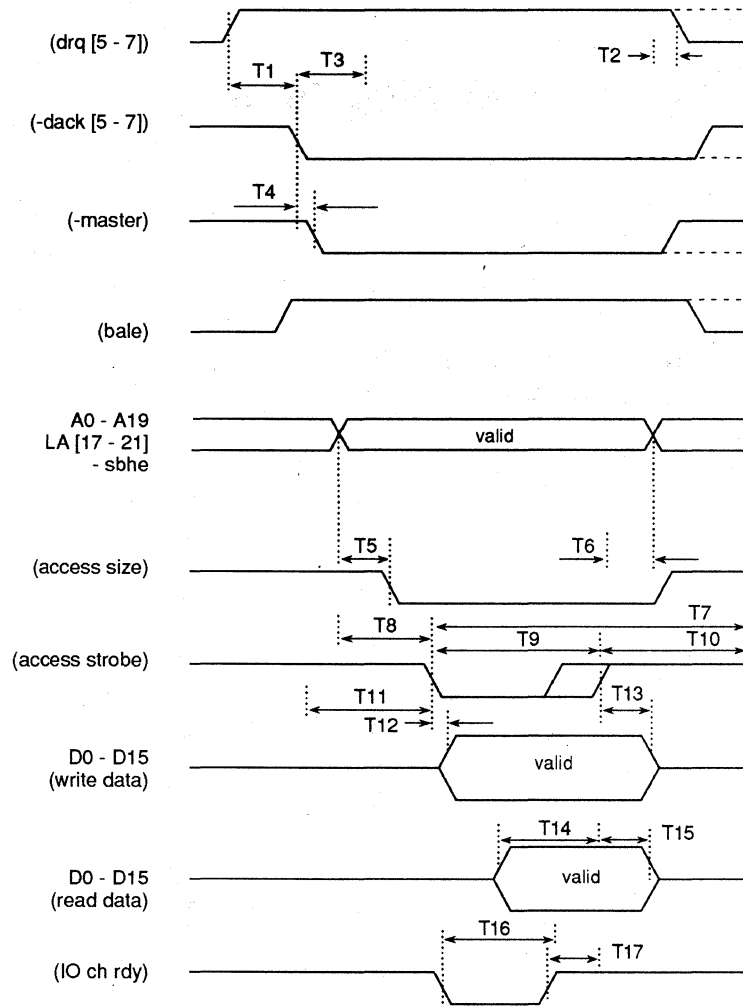 (drq [5 - 7])
T1
T3
T2
(-dack [5 - 7])
T4
(-master)
(bale)
A0 - A19
LA [17 - 21]
- sbhe
valid
T5
T6
(access size)
T7
T8
T9
T10
(access strobe)
T11
T12
T13
D0 - D15
(write data)
valid
T14
T15
D0 - D15
(read data)
valid
T16
T17
(IO ch rdy)